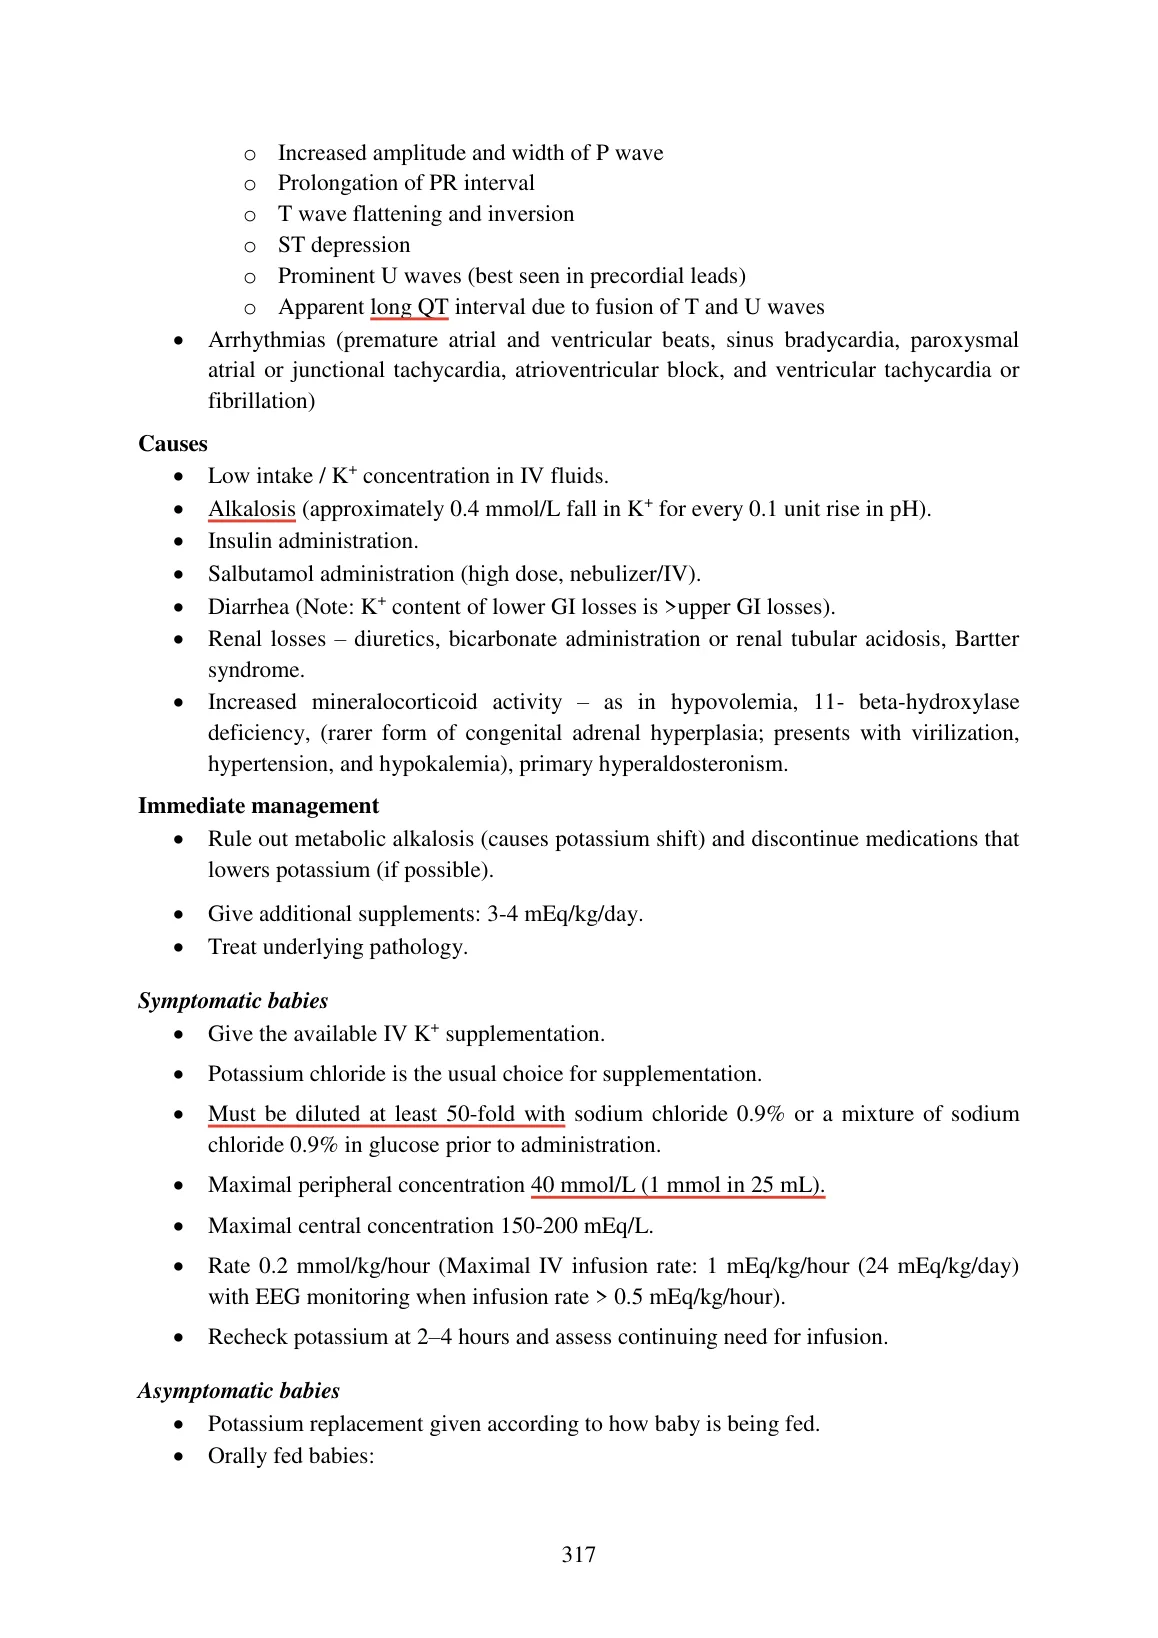 o Increased amplitude and width of P wave
o Prolongation of PR interval
o T wave flattening and inversion
o ST depression
o Prominent U waves (best seen in precordial leads)
o Apparent long QT interval due to fusion of T and U waves
• Arrhythmias (premature atrial and ventricular beats, sinus bradycardia, paroxysmal
atrial or junctional tachycardia, atrioventricular block, and ventricular tachycardia or
fibrillation)
Causes
• Low intake / K⁺ concentration in IV fluids.
• Alkalosis (approximately 0.4 mmol/L fall in K⁺ for every 0.1 unit rise in pH).
• Insulin administration.
• Salbutamol administration (high dose, nebulizer/IV).
• Diarrhea (Note: K⁺ content of lower GI losses is >upper GI losses).
• Renal losses – diuretics, bicarbonate administration or renal tubular acidosis, Bartter
syndrome.
• Increased mineralocorticoid activity – as in hypovolemia, 11- beta-hydroxylase
deficiency, (rarer form of congenital adrenal hyperplasia; presents with virilization,
hypertension, and hypokalemia), primary hyperaldosteronism.
Immediate management
• Rule out metabolic alkalosis (causes potassium shift) and discontinue medications that
lowers potassium (if possible).
• Give additional supplements: 3-4 mEq/kg/day.
• Treat underlying pathology.
Symptomatic babies
• Give the available IV K⁺ supplementation.
• Potassium chloride is the usual choice for supplementation.
• Must be diluted at least 50-fold with sodium chloride 0.9% or a mixture of sodium
chloride 0.9% in glucose prior to administration.
• Maximal peripheral concentration 40 mmol/L (1 mmol in 25 mL).
• Maximal central concentration 150-200 mEq/L.
• Rate 0.2 mmol/kg/hour (Maximal IV infusion rate: 1 mEq/kg/hour (24 mEq/kg/day)
with EEG monitoring when infusion rate > 0.5 mEq/kg/hour).
• Recheck potassium at 2–4 hours and assess continuing need for infusion.
Asymptomatic babies
• Potassium replacement given according to how baby is being fed.
• Orally fed babies:
317